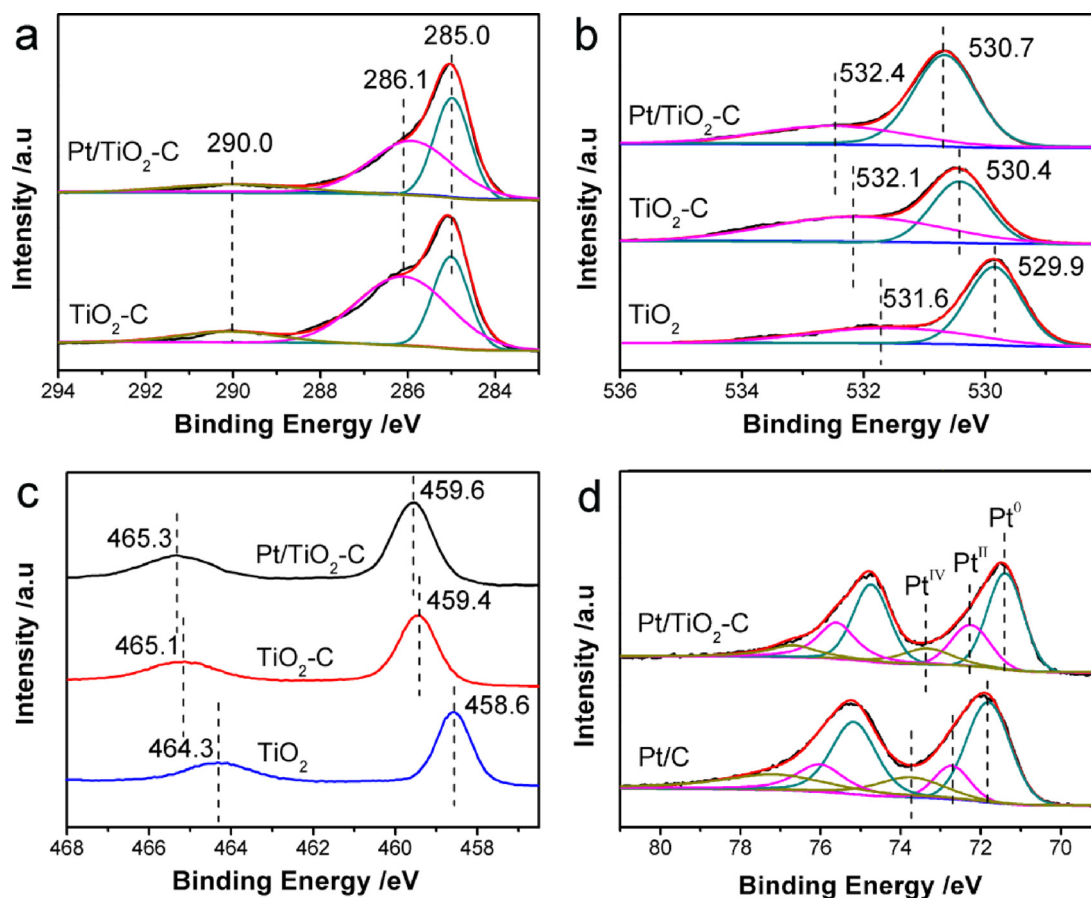 a
285.0
286.1
290.0
Pt/TiO₂-C
TiO₂-C
Intensity /a.u
294 292 290 288 286 284
Binding Energy /eV
b
530.7
532.4
Pt/TiO₂-C
532.1
530.4
TiO₂-C
531.6
529.9
TiO₂
Intensity /a.u
536 534 532 530
Binding Energy /eV
c
459.6
465.3
Pt/TiO₂-C
459.4
465.1
TiO₂-C
458.6
464.3
TiO₂
Intensity /a.u
468 466 464 462 460 458
Binding Energy /eV
d
Pt⁰
Ptᴵᴵ
Ptᴵⱽ
Pt/TiO₂-C
Pt/C
Intensity /a.u
80 78 76 74 72 70
Binding Energy /eV